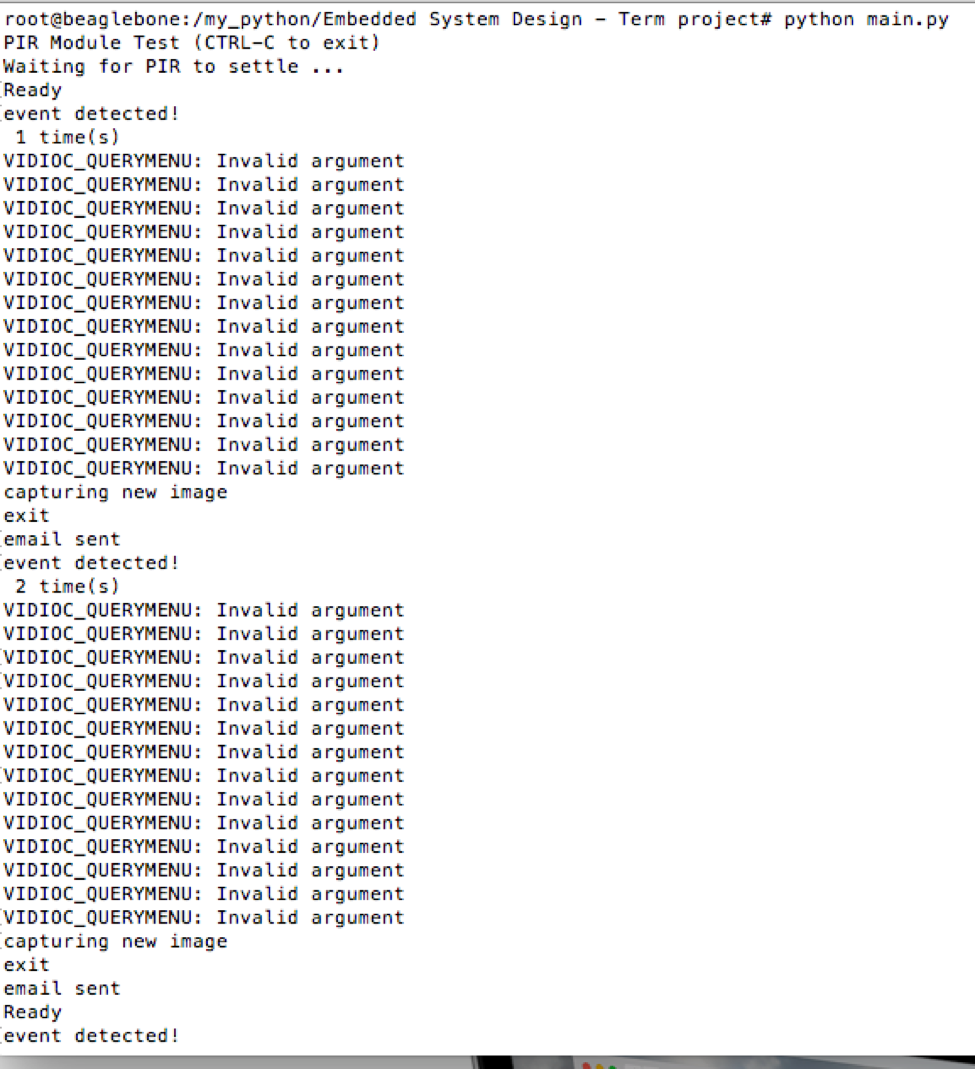 root@beaglebone:/my_python/Embedded System Design – Term project# python main.py
PIR Module Test (CTRL-C to exit)
Waiting for PIR to settle ...
Ready
event detected!
 1 time(s)
VIDIOC_QUERYMENU: Invalid argument
VIDIOC_QUERYMENU: Invalid argument
VIDIOC_QUERYMENU: Invalid argument
VIDIOC_QUERYMENU: Invalid argument
VIDIOC_QUERYMENU: Invalid argument
VIDIOC_QUERYMENU: Invalid argument
VIDIOC_QUERYMENU: Invalid argument
VIDIOC_QUERYMENU: Invalid argument
VIDIOC_QUERYMENU: Invalid argument
VIDIOC_QUERYMENU: Invalid argument
VIDIOC_QUERYMENU: Invalid argument
VIDIOC_QUERYMENU: Invalid argument
VIDIOC_QUERYMENU: Invalid argument
VIDIOC_QUERYMENU: Invalid argument
capturing new image
exit
email sent
event detected!
 2 time(s)
VIDIOC_QUERYMENU: Invalid argument
VIDIOC_QUERYMENU: Invalid argument
VIDIOC_QUERYMENU: Invalid argument
VIDIOC_QUERYMENU: Invalid argument
VIDIOC_QUERYMENU: Invalid argument
VIDIOC_QUERYMENU: Invalid argument
VIDIOC_QUERYMENU: Invalid argument
VIDIOC_QUERYMENU: Invalid argument
VIDIOC_QUERYMENU: Invalid argument
VIDIOC_QUERYMENU: Invalid argument
VIDIOC_QUERYMENU: Invalid argument
VIDIOC_QUERYMENU: Invalid argument
VIDIOC_QUERYMENU: Invalid argument
VIDIOC_QUERYMENU: Invalid argument
capturing new image
exit
email sent
Ready
event detected!